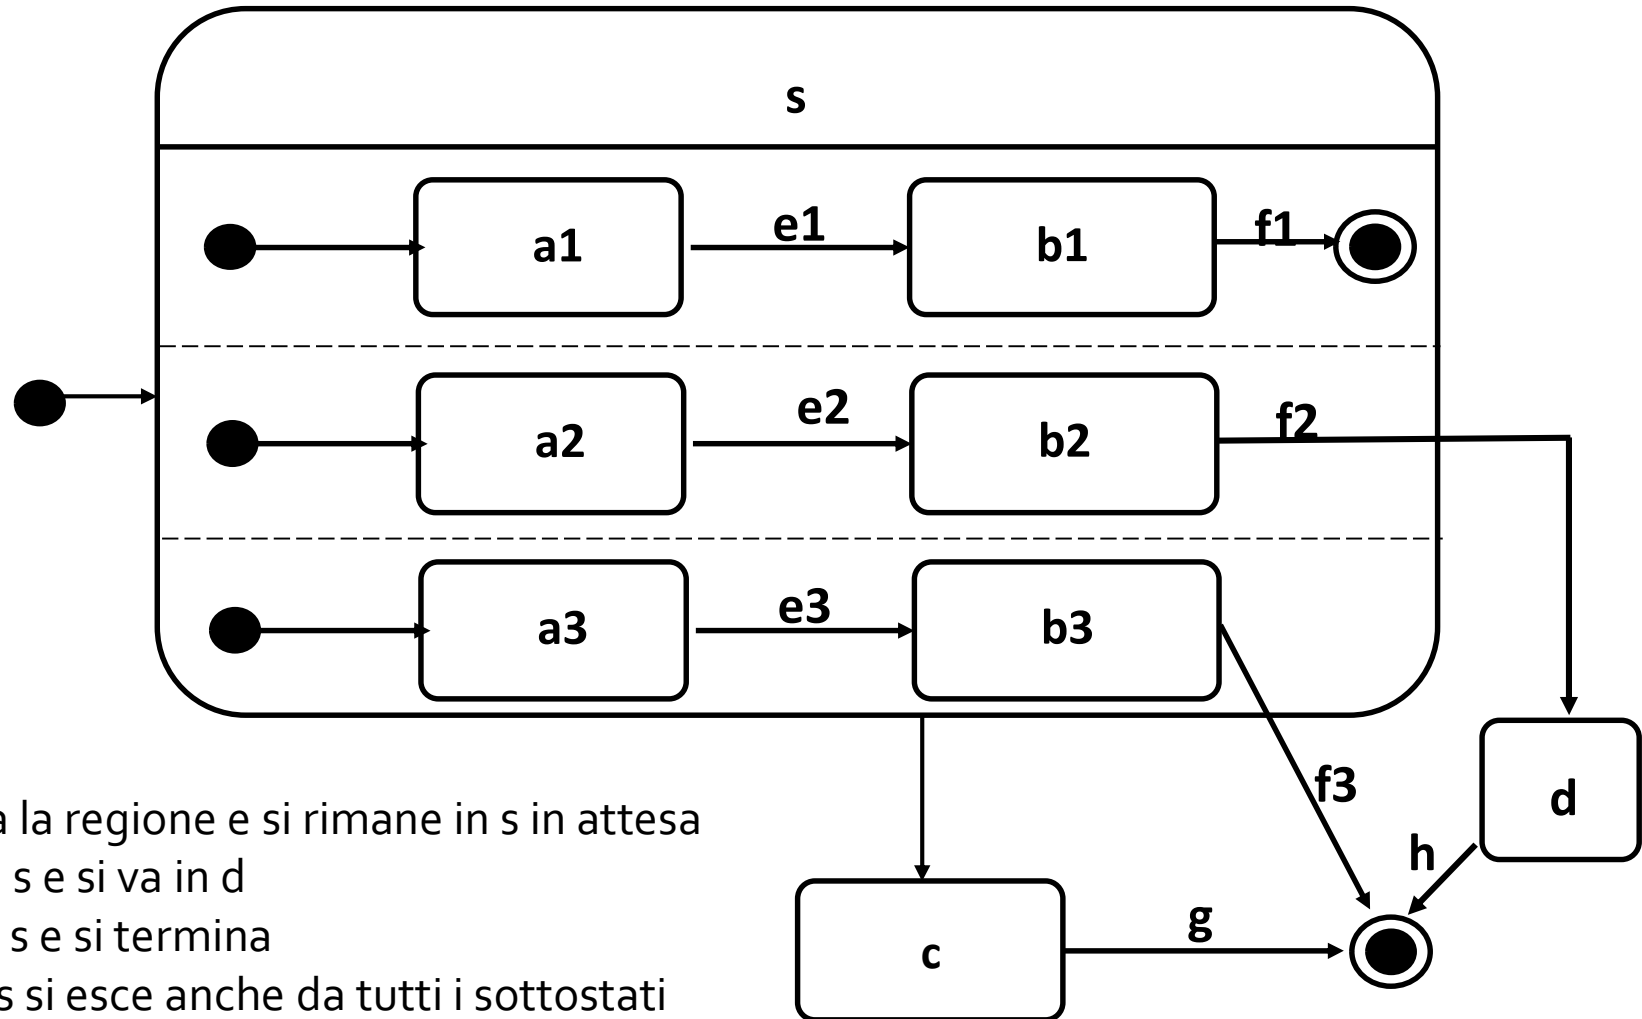 s
a1
e1
b1
f1
a2
e2
b2
f2
a3
e3
b3
f3
d
h
c
g
a la regione e si rimane in s in attesa
s e si va in d
s e si termina
s si esce anche da tutti i sottostati